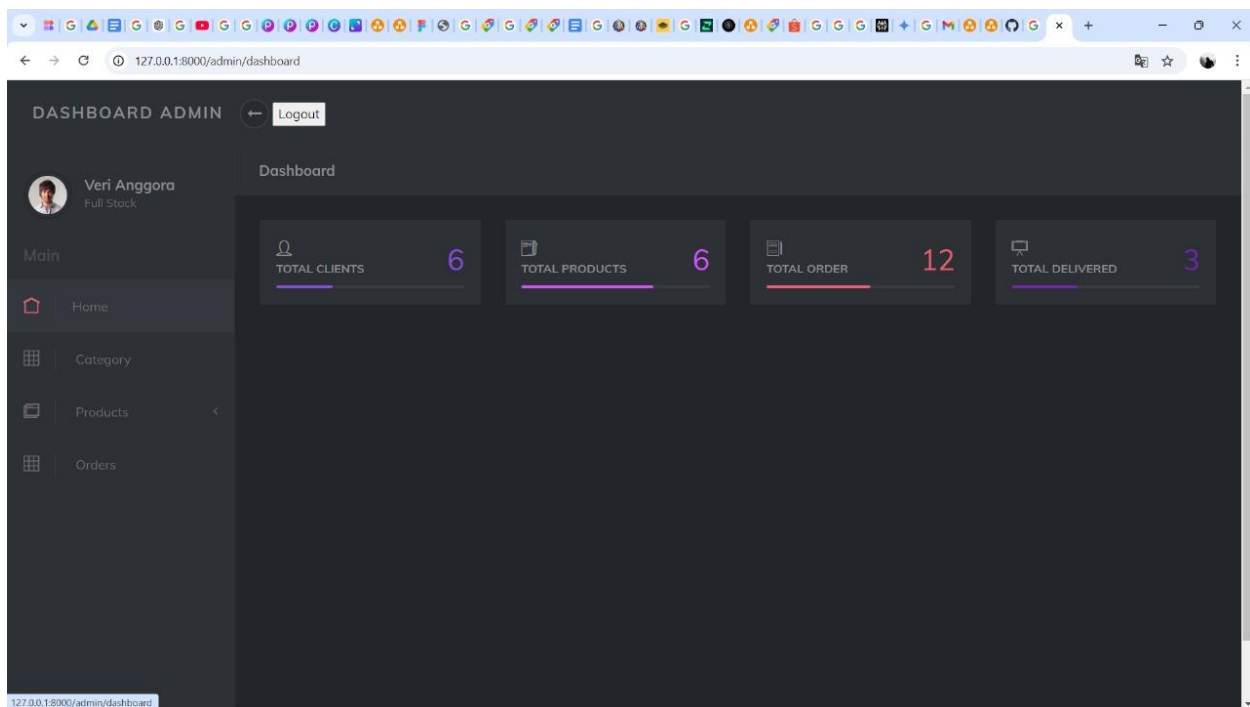 127.0.0.1:8000/admin/dashboard
DASHBOARD ADMIN
Logout
Veri Anggora
Full Stack
Dashboard
Main
Home
Category
Products
Orders
TOTAL CLIENTS
6
TOTAL PRODUCTS
6
TOTAL ORDER
12
TOTAL DELIVERED
3
127.0.0.1:8000/admin/dashboard